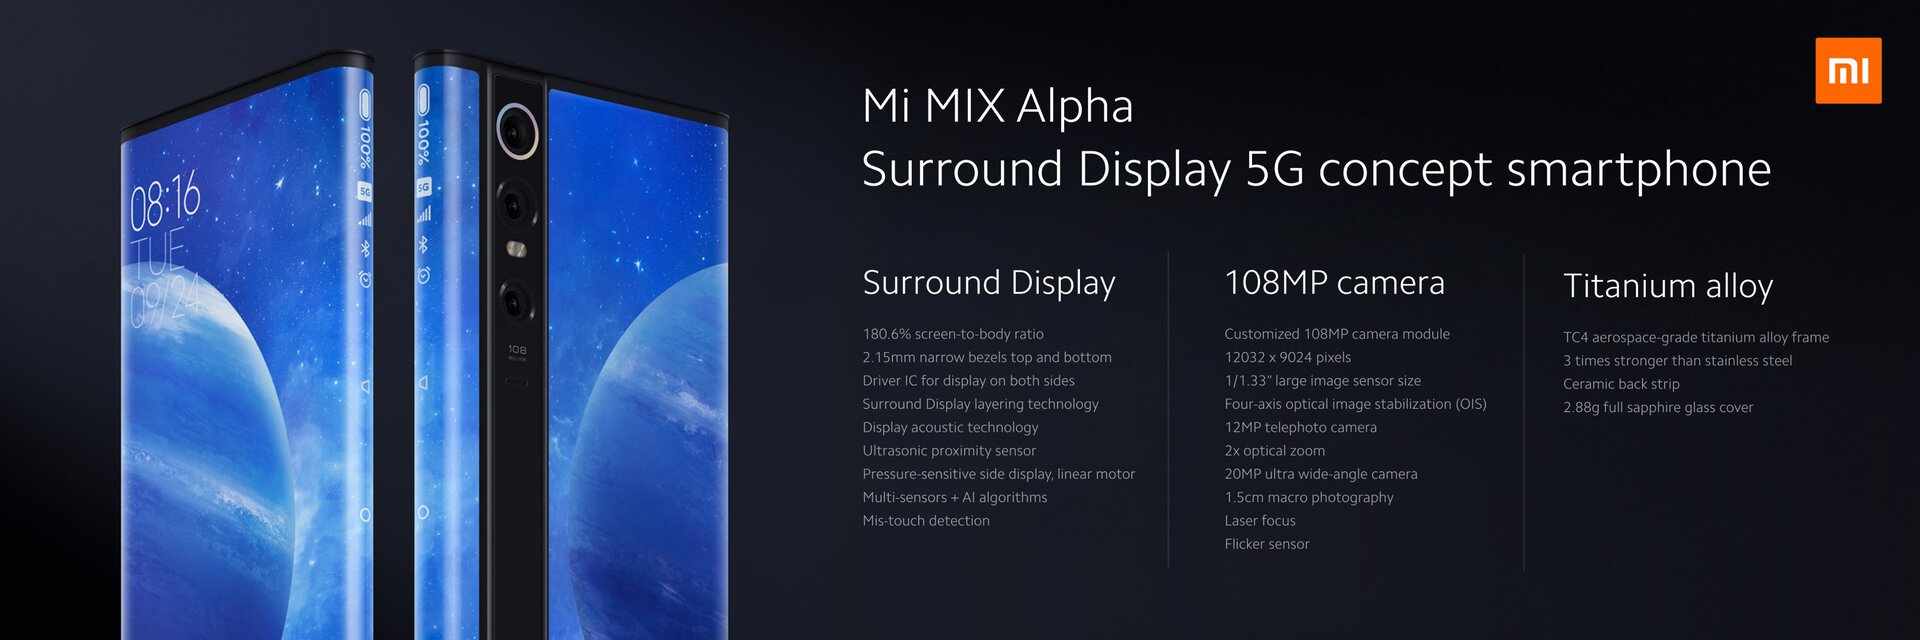 08:16
TUE
09/24
100%
5G
100%
5G
108
MILLION
mi
Mi MIX Alpha
Surround Display 5G concept smartphone
Surround Display
180.6% screen-to-body ratio
2.15mm narrow bezels top and bottom
Driver IC for display on both sides
Surround Display layering technology
Display acoustic technology
Ultrasonic proximity sensor
Pressure-sensitive side display, linear motor
Multi-sensors + AI algorithms
Mis-touch detection
108MP camera
Customized 108MP camera module
12032 x 9024 pixels
1/1.33“ large image sensor size
Four-axis optical image stabilization (OIS)
12MP telephoto camera
2x optical zoom
20MP ultra wide-angle camera
1.5cm macro photography
Laser focus
Flicker sensor
Titanium alloy
TC4 aerospace-grade titanium alloy frame
3 times stronger than stainless steel
Ceramic back strip
2.88g full sapphire glass cover